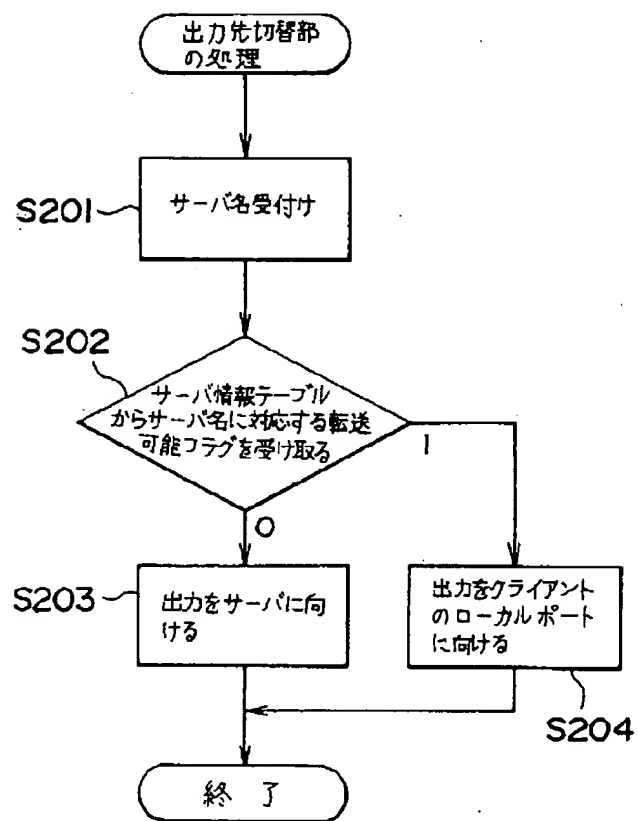 出力先切替部
の処理
S201
サーバ名受付け
S202
サーバ情報テーブル
からサーバ名に対応する転送
可能フラグを受け取る
1
0
S203
出力をサーバに向
ける
出力をクライアント
のローカルポート
に向ける
S204
終了